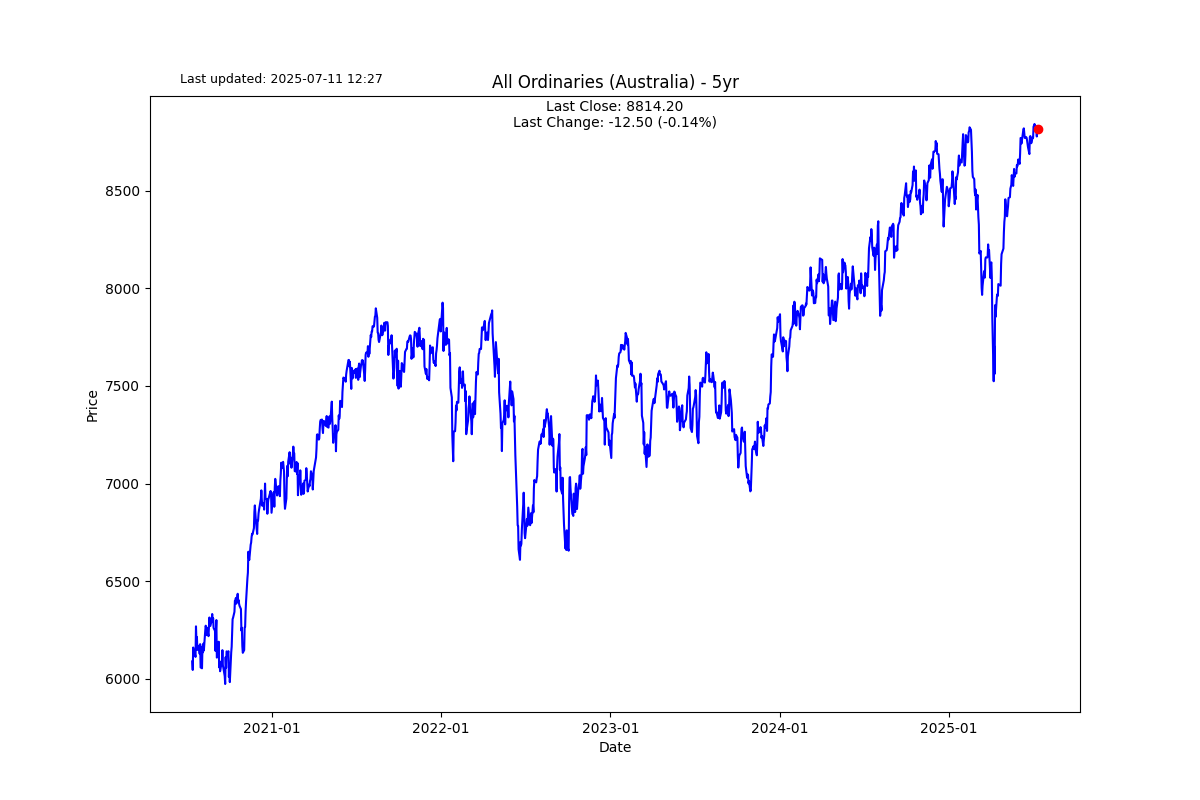 Last updated: 2025-07-11 12:27
All Ordinaries (Australia) - 5yr
Last Close: 8814.20
Last Change: -12.50 (-0.14%)
Price
8500
8000
7500
7000
6500
6000
2021-01
2022-01
2023-01
2024-01
2025-01
Date